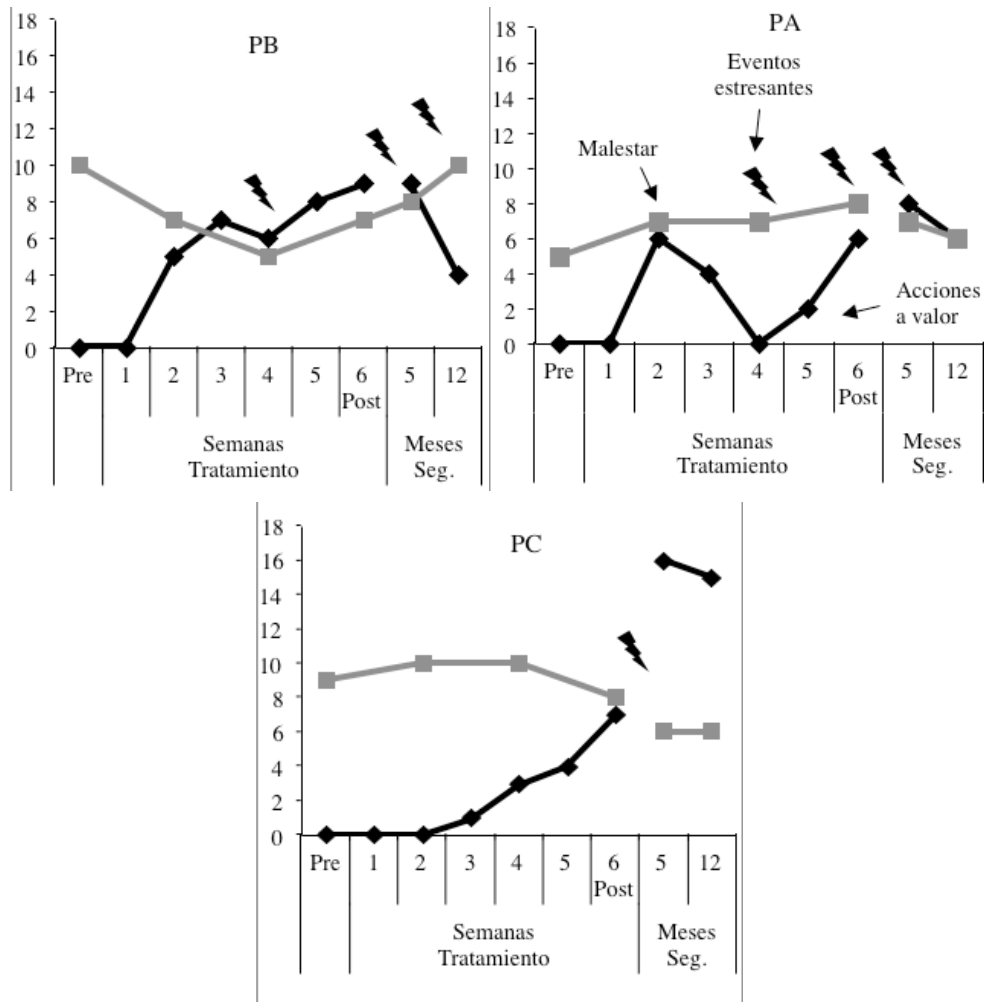 PB
18
16
14
12
10
8
6
4
2
0
Pre 1 2 3 4 5 6 5 12
Post
Semanas Meses
Tratamiento Seg.
PA
18
16
14
12
10
8
6
4
2
0
Eventos
estresantes
Malestar
Acciones
a valor
Pre 1 2 3 4 5 6 5 12
Post
Semanas Meses
Tratamiento Seg.
PC
18
16
14
12
10
8
6
4
2
0
Pre 1 2 3 4 5 6 5 12
Post
Semanas Meses
Tratamiento Seg.